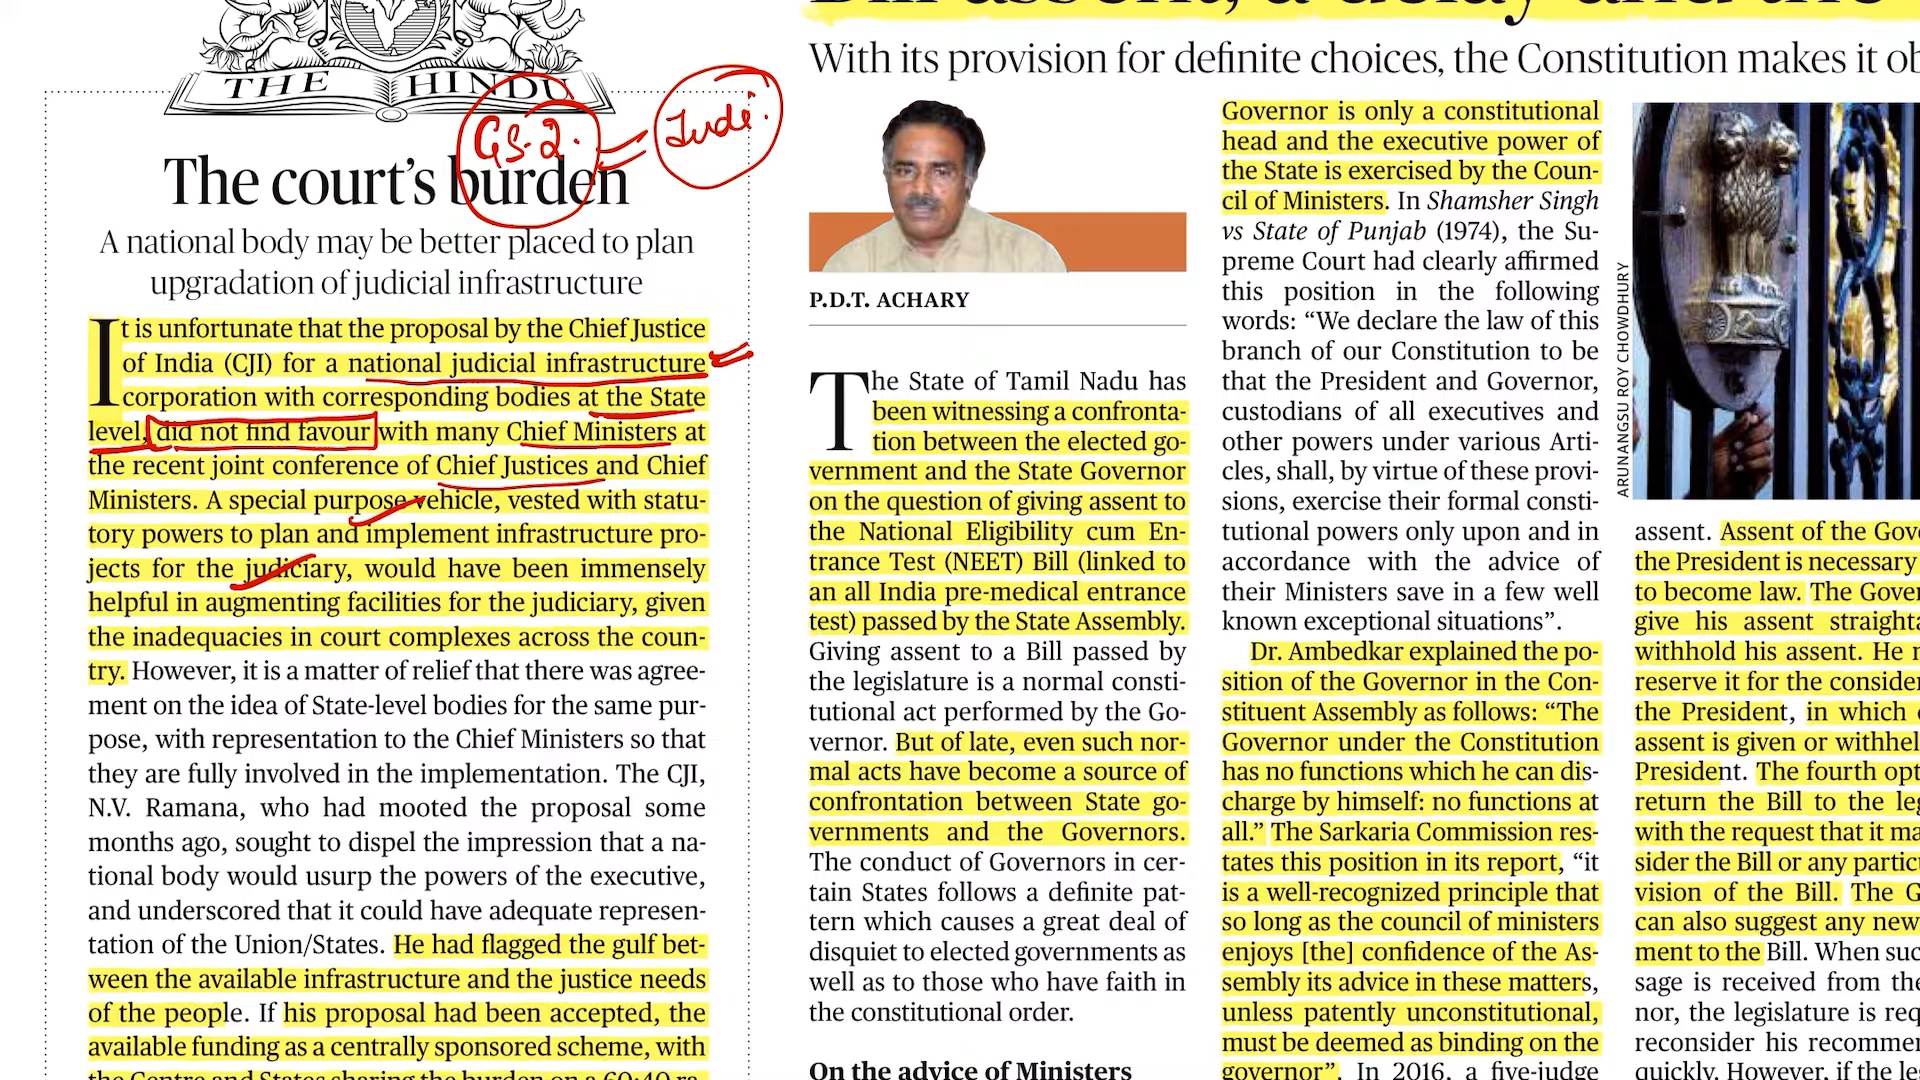 THE HINDU
GS-2.
Judi.
The court's burden
A national body may be better placed to plan
upgradation of judicial infrastructure
It is unfortunate that the proposal by the Chief Justice
of India (CJI) for a national judicial infrastructure
corporation with corresponding bodies at the State
level, did not find favour with many Chief Ministers at
the recent joint conference of Chief Justices and Chief
Ministers. A special purpose vehicle, vested with statu-
tory powers to plan and implement infrastructure pro-
jects for the judiciary, would have been immensely
helpful in augmenting facilities for the judiciary, given
the inadequacies in court complexes across the coun-
try. However, it is a matter of relief that there was agree-
ment on the idea of State-level bodies for the same pur-
pose, with representation to the Chief Ministers so that
they are fully involved in the implementation. The CJI,
N.V. Ramana, who had mooted the proposal some
months ago, sought to dispel the impression that a na-
tional body would usurp the powers of the executive,
and underscored that it could have adequate represen-
tation of the Union/States. He had flagged the gulf bet-
ween the available infrastructure and the justice needs
of the people. If his proposal had been accepted, the
available funding as a centrally sponsored scheme, with
the Centre and States sharing the burden on a 60:40 ra-
Bill assent, a delay and the
With its provision for definite choices, the Constitution makes it ob
P.D.T. ACHARY
The State of Tamil Nadu has
been witnessing a confronta-
tion between the elected go-
vernment and the State Governor
on the question of giving assent to
the National Eligibility cum En-
trance Test (NEET) Bill (linked to
an all India pre-medical entrance
test) passed by the State Assembly.
Giving assent to a Bill passed by
the legislature is a normal consti-
tutional act performed by the Go-
vernor. But of late, even such nor-
mal acts have become a source of
confrontation between State go-
vernments and the Governors.
The conduct of Governors in cer-
tain States follows a definite pat-
tern which causes a great deal of
disquiet to elected governments as
well as to those who have faith in
the constitutional order.
On the advice of Ministers
Governor is only a constitutional
head and the executive power of
the State is exercised by the Coun-
cil of Ministers. In Shamsher Singh
vs State of Punjab (1974), the Su-
preme Court had clearly affirmed
this position in the following
words: “We declare the law of this
branch of our Constitution to be
that the President and Governor,
custodians of all executives and
other powers under various Arti-
cles, shall, by virtue of these provi-
sions, exercise their formal consti-
tutional powers only upon and in
accordance with the advice of
their Ministers save in a few well
known exceptional situations”.
Dr. Ambedkar explained the po-
sition of the Governor in the Con-
stituent Assembly as follows: “The
Governor under the Constitution
has no functions which he can dis-
charge by himself: no functions at
all.” The Sarkaria Commission res-
tates this position in its report, “it
is a well-recognized principle that
so long as the council of ministers
enjoys [the] confidence of the As-
sembly its advice in these matters,
unless patently unconstitutional,
must be deemed as binding on the
governor”. In 2016, a five-judge
ARUNANGSU ROY CHOWDHURY
assent. Assent of the Gov
the President is necessary
to become law. The Gover
give his assent straighta
withhold his assent. He m
reserve it for the consider
the President, in which c
assent is given or withhel
President. The fourth opt
return the Bill to the leg
with the request that it ma
sider the Bill or any partic
vision of the Bill. The G
can also suggest any new
ment to the Bill. When suc
sage is received from the
nor, the legislature is req
reconsider his recommen
quickly. However, if the leg